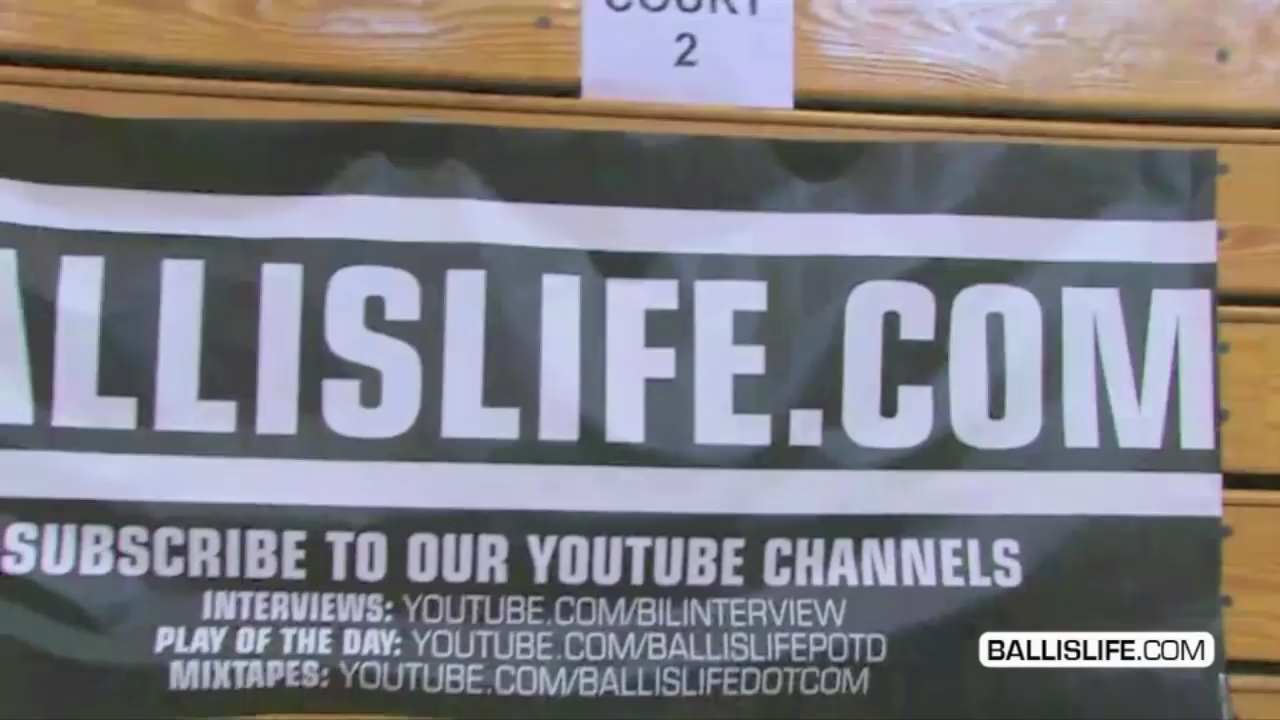 COURT
2
ALLISLIFE.COM
SUBSCRIBE TO OUR YOUTUBE CHANNELS
INTERVIEWS: YOUTUBE.COM/BILINTERVIEW
PLAY OF THE DAY: YOUTUBE.COM/BALLISLIFEPOTD
MIXTAPES: YOUTUBE.COM/BALLISLIFEDOTCOM
BALLISLIFE.COM